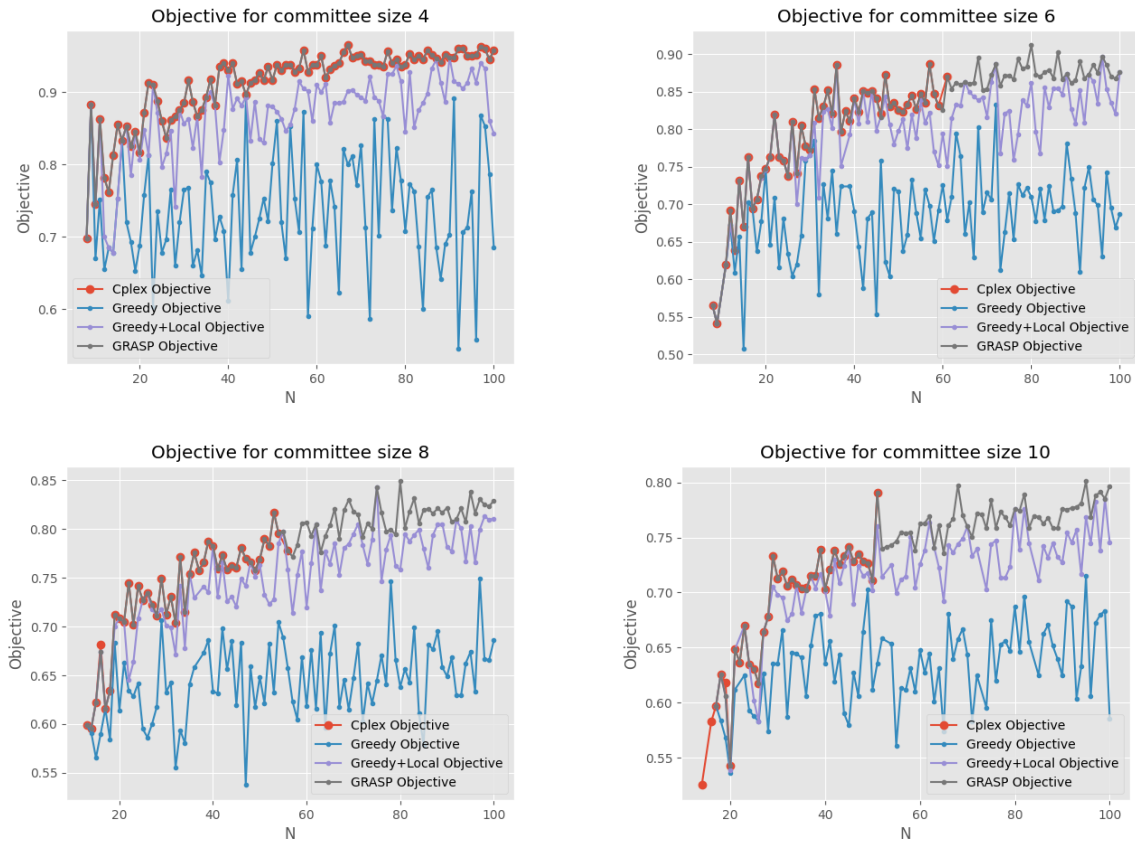 Objective for committee size 4
Objective
0.9
0.8
0.7
0.6
Cplex Objective
Greedy Objective
Greedy+Local Objective
GRASP Objective
20
40
60
80
100
N
Objective for committee size 6
Objective
0.90
0.85
0.80
0.75
0.70
0.65
0.60
0.55
0.50
Cplex Objective
Greedy Objective
Greedy+Local Objective
GRASP Objective
20
40
60
80
100
N
Objective for committee size 8
Objective
0.85
0.80
0.75
0.70
0.65
0.60
0.55
Cplex Objective
Greedy Objective
Greedy+Local Objective
GRASP Objective
20
40
60
80
100
N
Objective for committee size 10
Objective
0.80
0.75
0.70
0.65
0.60
0.55
Cplex Objective
Greedy Objective
Greedy+Local Objective
GRASP Objective
20
40
60
80
100
N